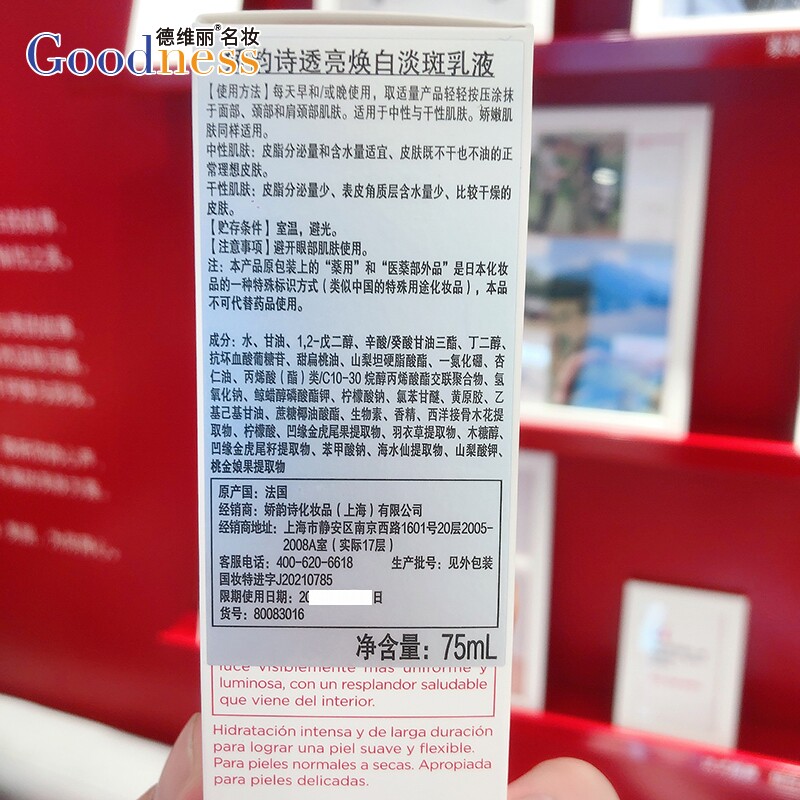 德维丽®名妆
Goodness
韵诗透亮焕白淡斑乳液
【使用方法】每天早和/或晚使用，取适量产品轻轻按压涂抹
于面部、颈部和肩颈部肌肤。适用于中性与干性肌肤。娇嫩肌
肤同样适用。
中性肌肤：皮脂分泌量和含水量适宜、皮肤既不干也不油的正
常理想皮肤。
干性肌肤：皮脂分泌量少、表皮角质层含水量少、比较干燥的
皮肤。
【贮存条件】室温，避光。
【注意事项】避开眼部肌肤使用。
注：本产品原包装上的“薬用”和“医薬部外品”是日本化妆
品的一种特殊标识方式（类似中国的特殊用途化妆品），本品
不可代替药品使用。
成分：水、甘油、1,2-戊二醇、辛酸/癸酸甘油三酯、丁二醇、
抗坏血酸葡糖苷、甜扁桃油、山梨坦硬脂酸酯、一氮化硼、杏
仁油、丙烯酸（酯）类/C10-30 烷醇丙烯酸酯交联聚合物、氢
氧化钠、鲸蜡醇磷酸酯钾、柠檬酸钠、氯苯甘醚、黄原胶、乙
基己基甘油、蔗糖椰油酸酯、生物素、香精、西洋接骨木花提
取物、柠檬酸、凹缘金虎尾果提取物、羽衣草提取物、木糖醇、
凹缘金虎尾籽提取物、苯甲酸钠、海水仙提取物、山梨酸钾、
桃金娘果提取物
原产国：法国
经销商：娇韵诗化妆品（上海）有限公司
经销商地址：上海市静安区南京西路1601号20层2005-
2008A室（实际17层）
客服电话：400-620-6618 生产批号：见外包装
国妆特进字J20210785
限期使用日期：20 日
货号：80083016
净含量：75mL
luce visiblemente más uniforme y
luminosa, con un resplandor saludable
que viene del interior.
Hidratación intensa y de larga duración
para lograr una piel suave y flexible.
Para pieles normales a secas. Apropiada
para pieles delicadas.